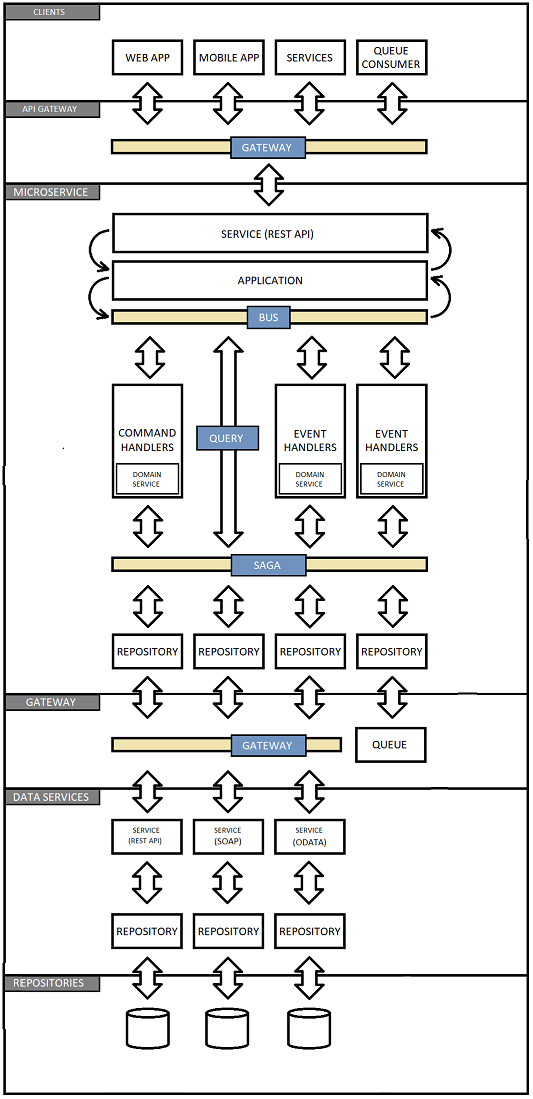 CLIENTS
WEB APP
MOBILE APP
SERVICES
QUEUE
CONSUMER
API GATEWAY
GATEWAY
MICROSERVICE
SERVICE (REST API)
APPLICATION
BUS
COMMAND
HANDLERS
DOMAIN
SERVICE
QUERY
EVENT
HANDLERS
DOMAIN
SERVICE
EVENT
HANDLERS
DOMAIN
SERVICE
SAGA
REPOSITORY
REPOSITORY
REPOSITORY
REPOSITORY
GATEWAY
GATEWAY
QUEUE
DATA SERVICES
SERVICE
(REST API)
SERVICE
(SOAP)
SERVICE
(ODATA)
REPOSITORY
REPOSITORY
REPOSITORY
REPOSITORIES